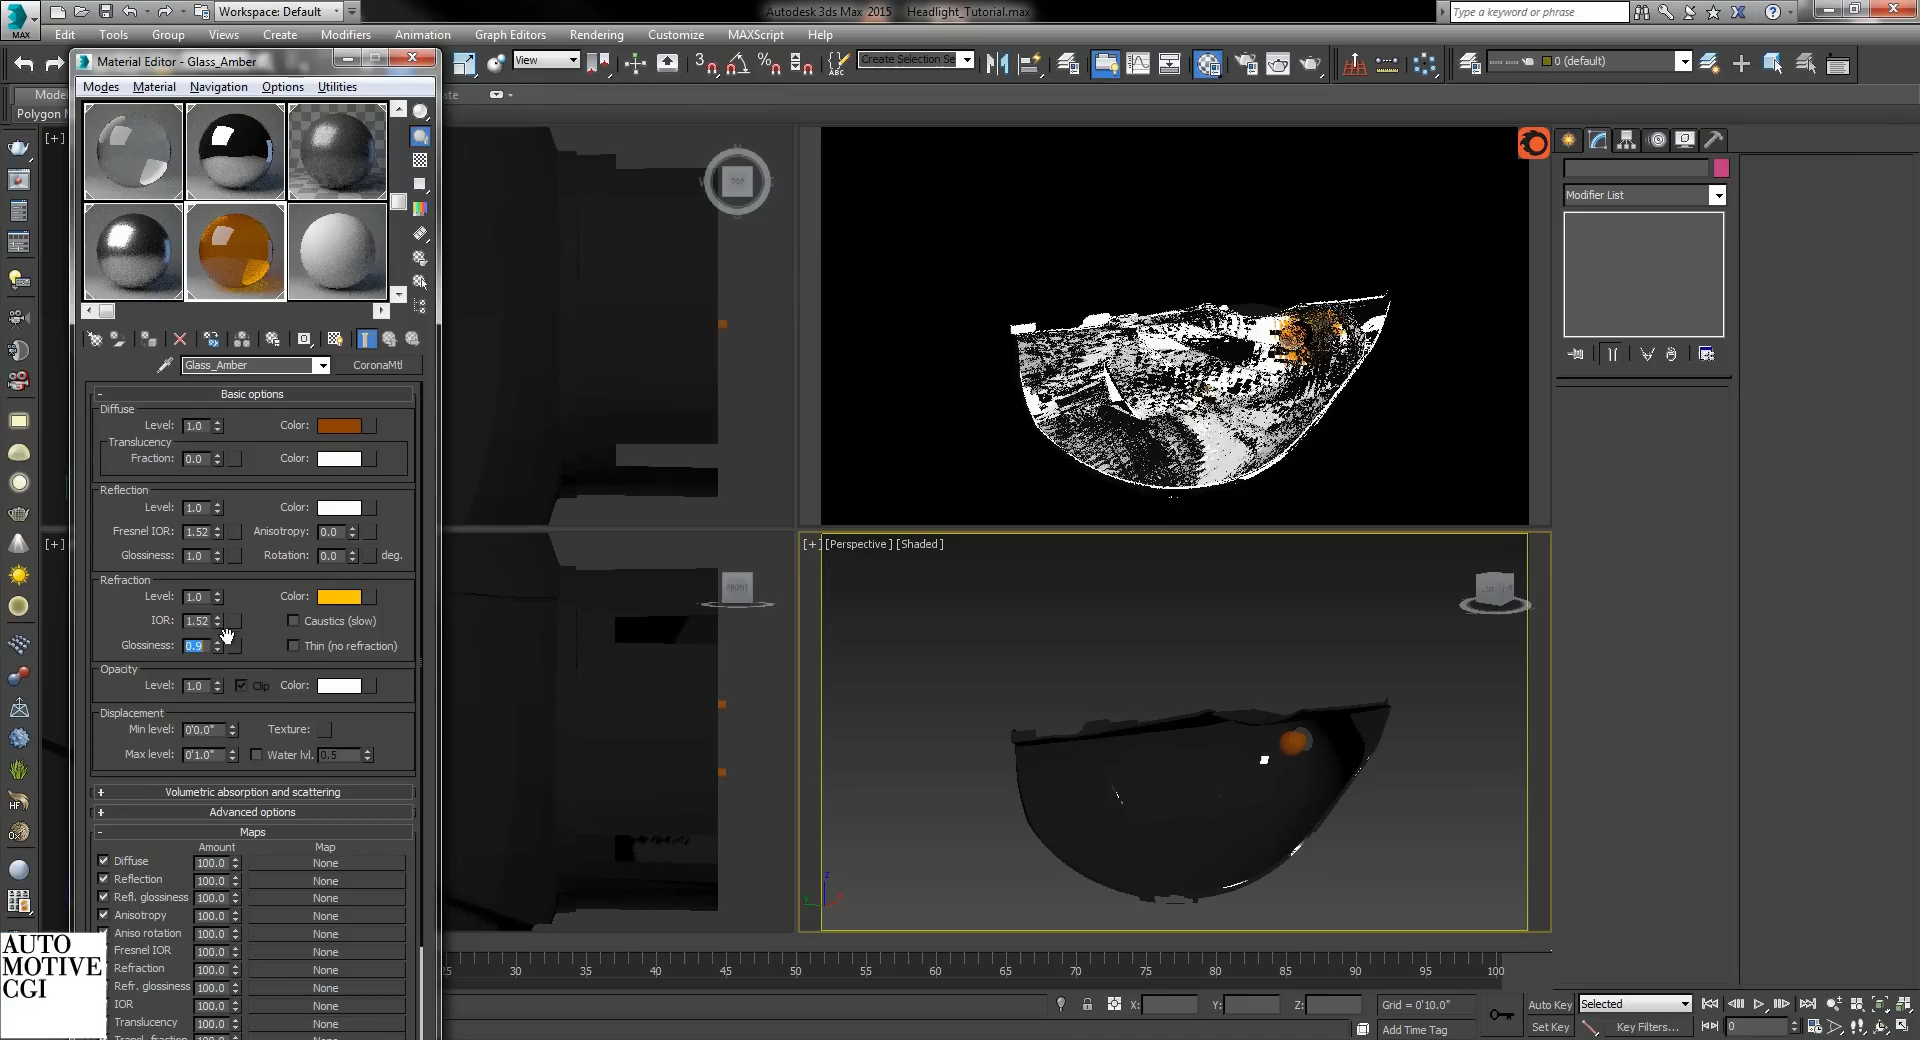 MAX
Workspace: Default
Autodesk 3ds Max 2015 Headlight_Tutorial.max
Type a keyword or phrase
Edit Tools Group Views Create Modifiers Animation Graph Editors Rendering Customize MAXScript Help
View
Create Selection Se
0 (default)
Material Editor - Glass_Amber
Modes Material Navigation Options Utilities
Polygon M
[+]
TOP
Modifier List
Glass_Amber
CoronaMtl
Basic options
Diffuse
Level: 1.0 Color:
Translucency
Fraction: 0.0 Color:
Reflection
Level: 1.0 Color:
Fresnel IOR: 1.52 Anisotropy: 0.0
Glossiness: 1.0 Rotation: 0.0 deg.
Refraction
Level: 1.0 Color:
IOR: 1.52 Caustics (slow)
Glossiness: 0.9 Thin (no refraction)
Opacity
Level: 1.0 Clip Color:
Displacement
Min level: 0'0.0" Texture:
Max level: 0'1.0" Water lvl. 0.5
Volumetric absorption and scattering
Advanced options
Maps
Amount Map
Diffuse 100.0 None
Reflection 100.0 None
Refl. glossiness 100.0 None
Anisotropy 100.0 None
Aniso rotation 100.0 None
Fresnel IOR 100.0 None
Refraction 100.0 None
Refr. glossiness 100.0 None
IOR 100.0 None
Translucency 100.0 None
[+]
FRONT
[+] [Perspective] [Shaded]
z
x
y
HF
AUTO
MOTIVE
CGI
25 30 35 40 45 50 55 60 65 70 75 80 85 90 95 100
X: Y: Z: Grid = 0'10.0"
Add Time Tag
Auto Key Selected
Set Key Key Filters...
0